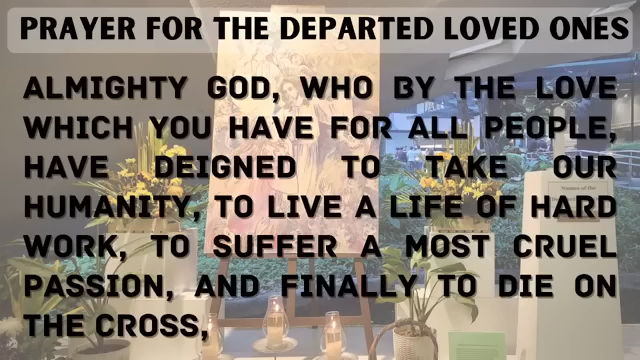 PRAYER FOR THE DEPARTED LOVED ONES
ALMIGHTY GOD, WHO BY THE LOVE
WHICH YOU HAVE FOR ALL PEOPLE,
HAVE DEIGNED TO TAKE OUR
HUMANITY, TO LIVE A LIFE OF HARD
WORK, TO SUFFER A MOST CRUEL
PASSION, AND FINALLY TO DIE ON
THE CROSS,